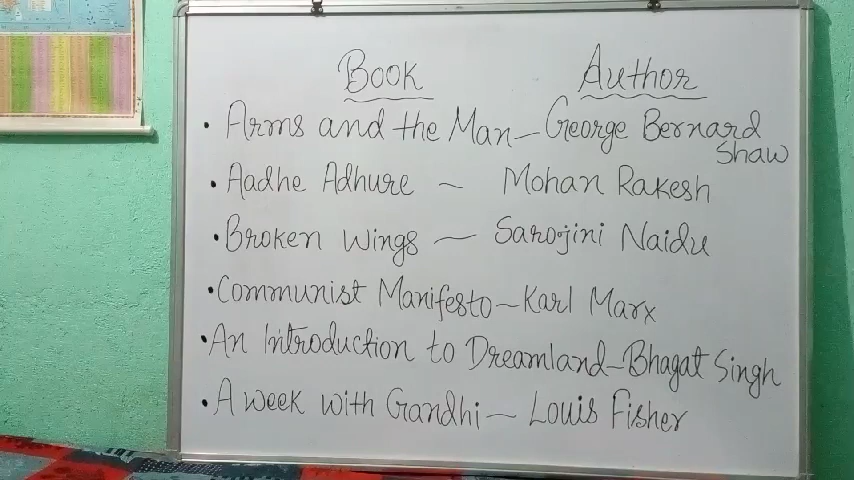 Book Author
• Arms and the Man - George Bernard
Shaw
• Aadhe Adhure - Mohan Rakesh
• Broken Wings - Sarojini Naidu
• Communist Manifesto - Karl Marx
• An Introduction to Dreamland - Bhagat Singh
• A week with Gandhi - Louis Fisher